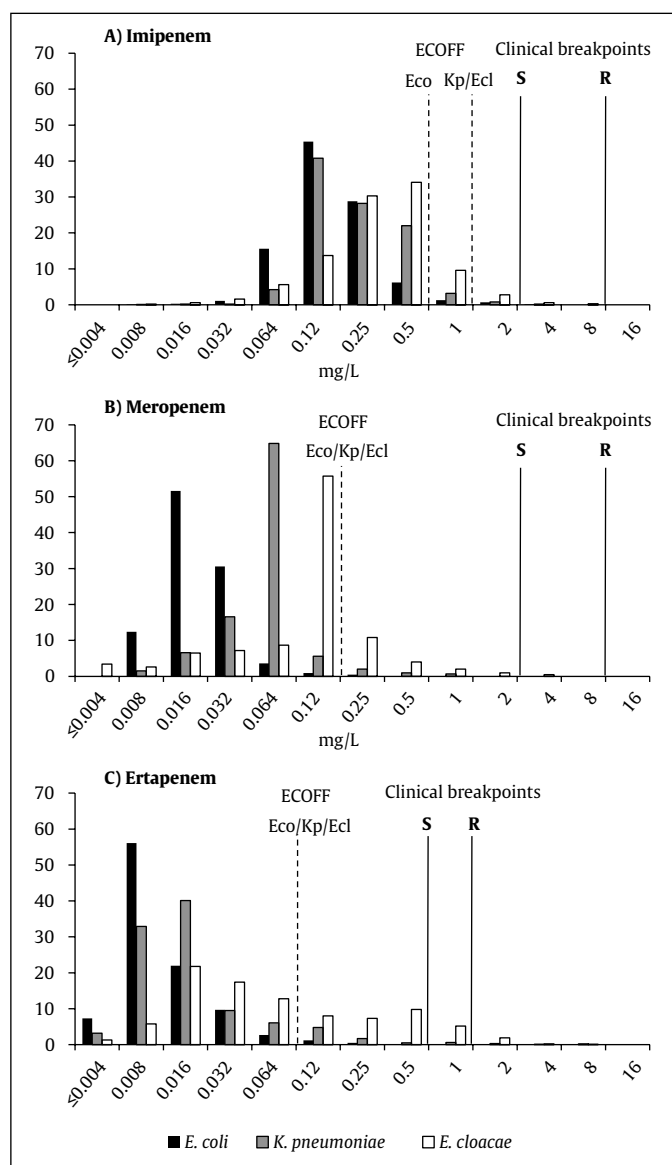 A) Imipenem
ECOFF
Clinical breakpoints
Eco Kp/Ecl S R
70
60
50
40
30
20
10
0
≤0.004 0.008 0.016 0.032 0.064 0.12 0.25 0.5 1 2 4 8 16
mg/L
B) Meropenem
ECOFF
Clinical breakpoints
Eco/Kp/Ecl S R
70
60
50
40
30
20
10
0
≤0.004 0.008 0.016 0.032 0.064 0.12 0.25 0.5 1 2 4 8 16
mg/L
C) Ertapenem
ECOFF
Clinical breakpoints
Eco/Kp/Ecl S R
70
60
50
40
30
20
10
0
≤0.004 0.008 0.016 0.032 0.064 0.12 0.25 0.5 1 2 4 8 16
E. coli K. pneumoniae E. cloacae